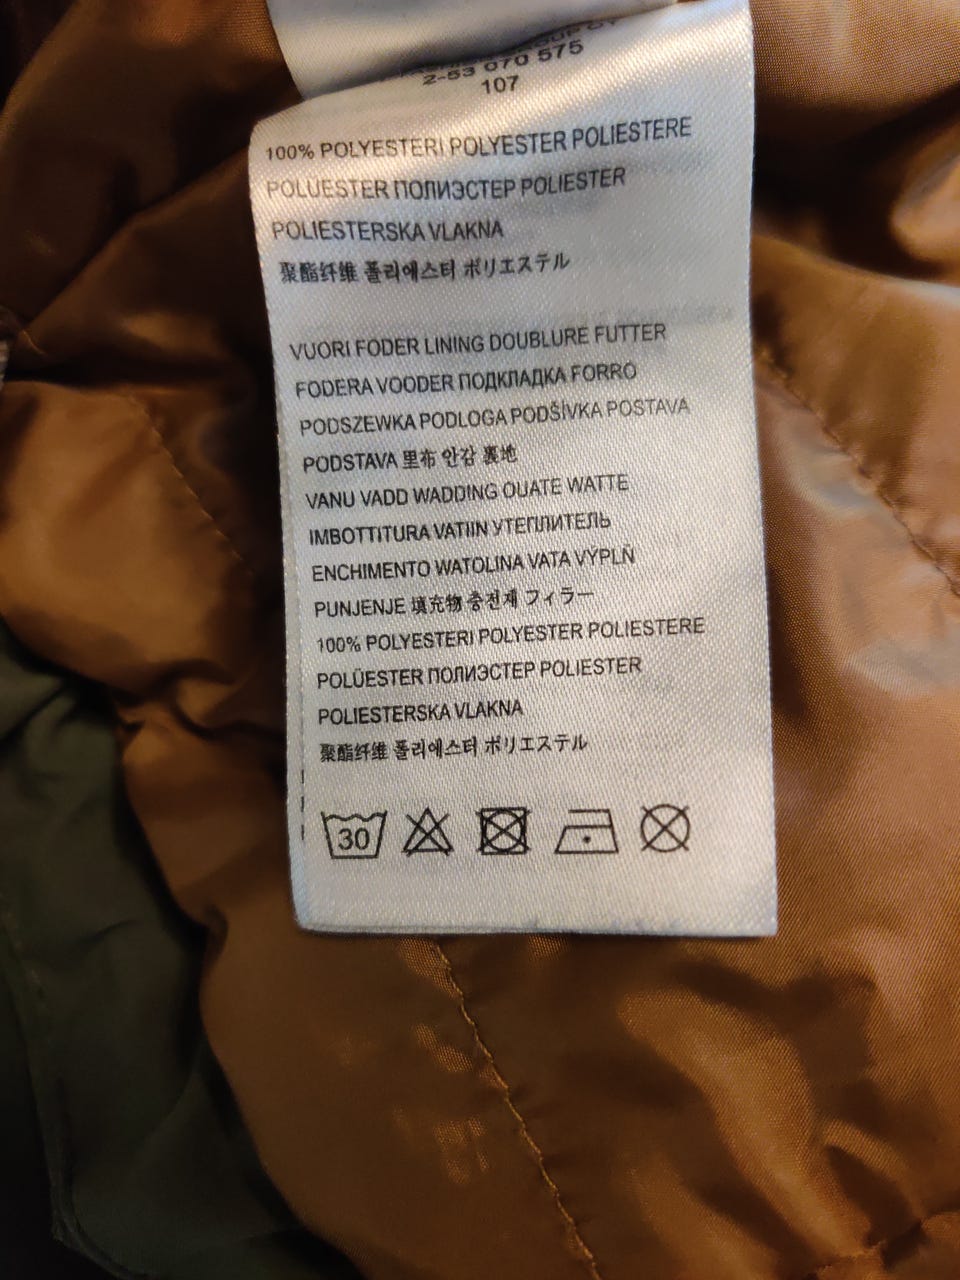 2-53 070 575
107
100% POLYESTERI POLYESTER POLIESTERE
POLUESTER ПОЛИЭСТЕР POLIESTER
POLIESTERSKA VLAKNA
聚酯纤维 폴리에스터 ポリエステル
VUORI FODER LINING DOUBLURE FUTTER
FODERA VOODER ПОДКЛАДКА FORRO
PODSZEWKA PODLOGA PODŠÍVKA POSTAVA
PODSTAVA 里布 안감 裏地
VANU VADD WADDING OUATE WATTE
IMBOTTITURA VATIIN УТЕПЛИТЕЛЬ
ENCHIMENTO WATOLINA VATA VÝPLŇ
PUNJENJE 填充物 충전재 フィラー
100% POLYESTERI POLYESTER POLIESTERE
POLÜESTER ПОЛИЭСТЕР POLIESTER
POLIESTERSKA VLAKNA
聚酯纤维 폴리에스터 ポリエステル
30